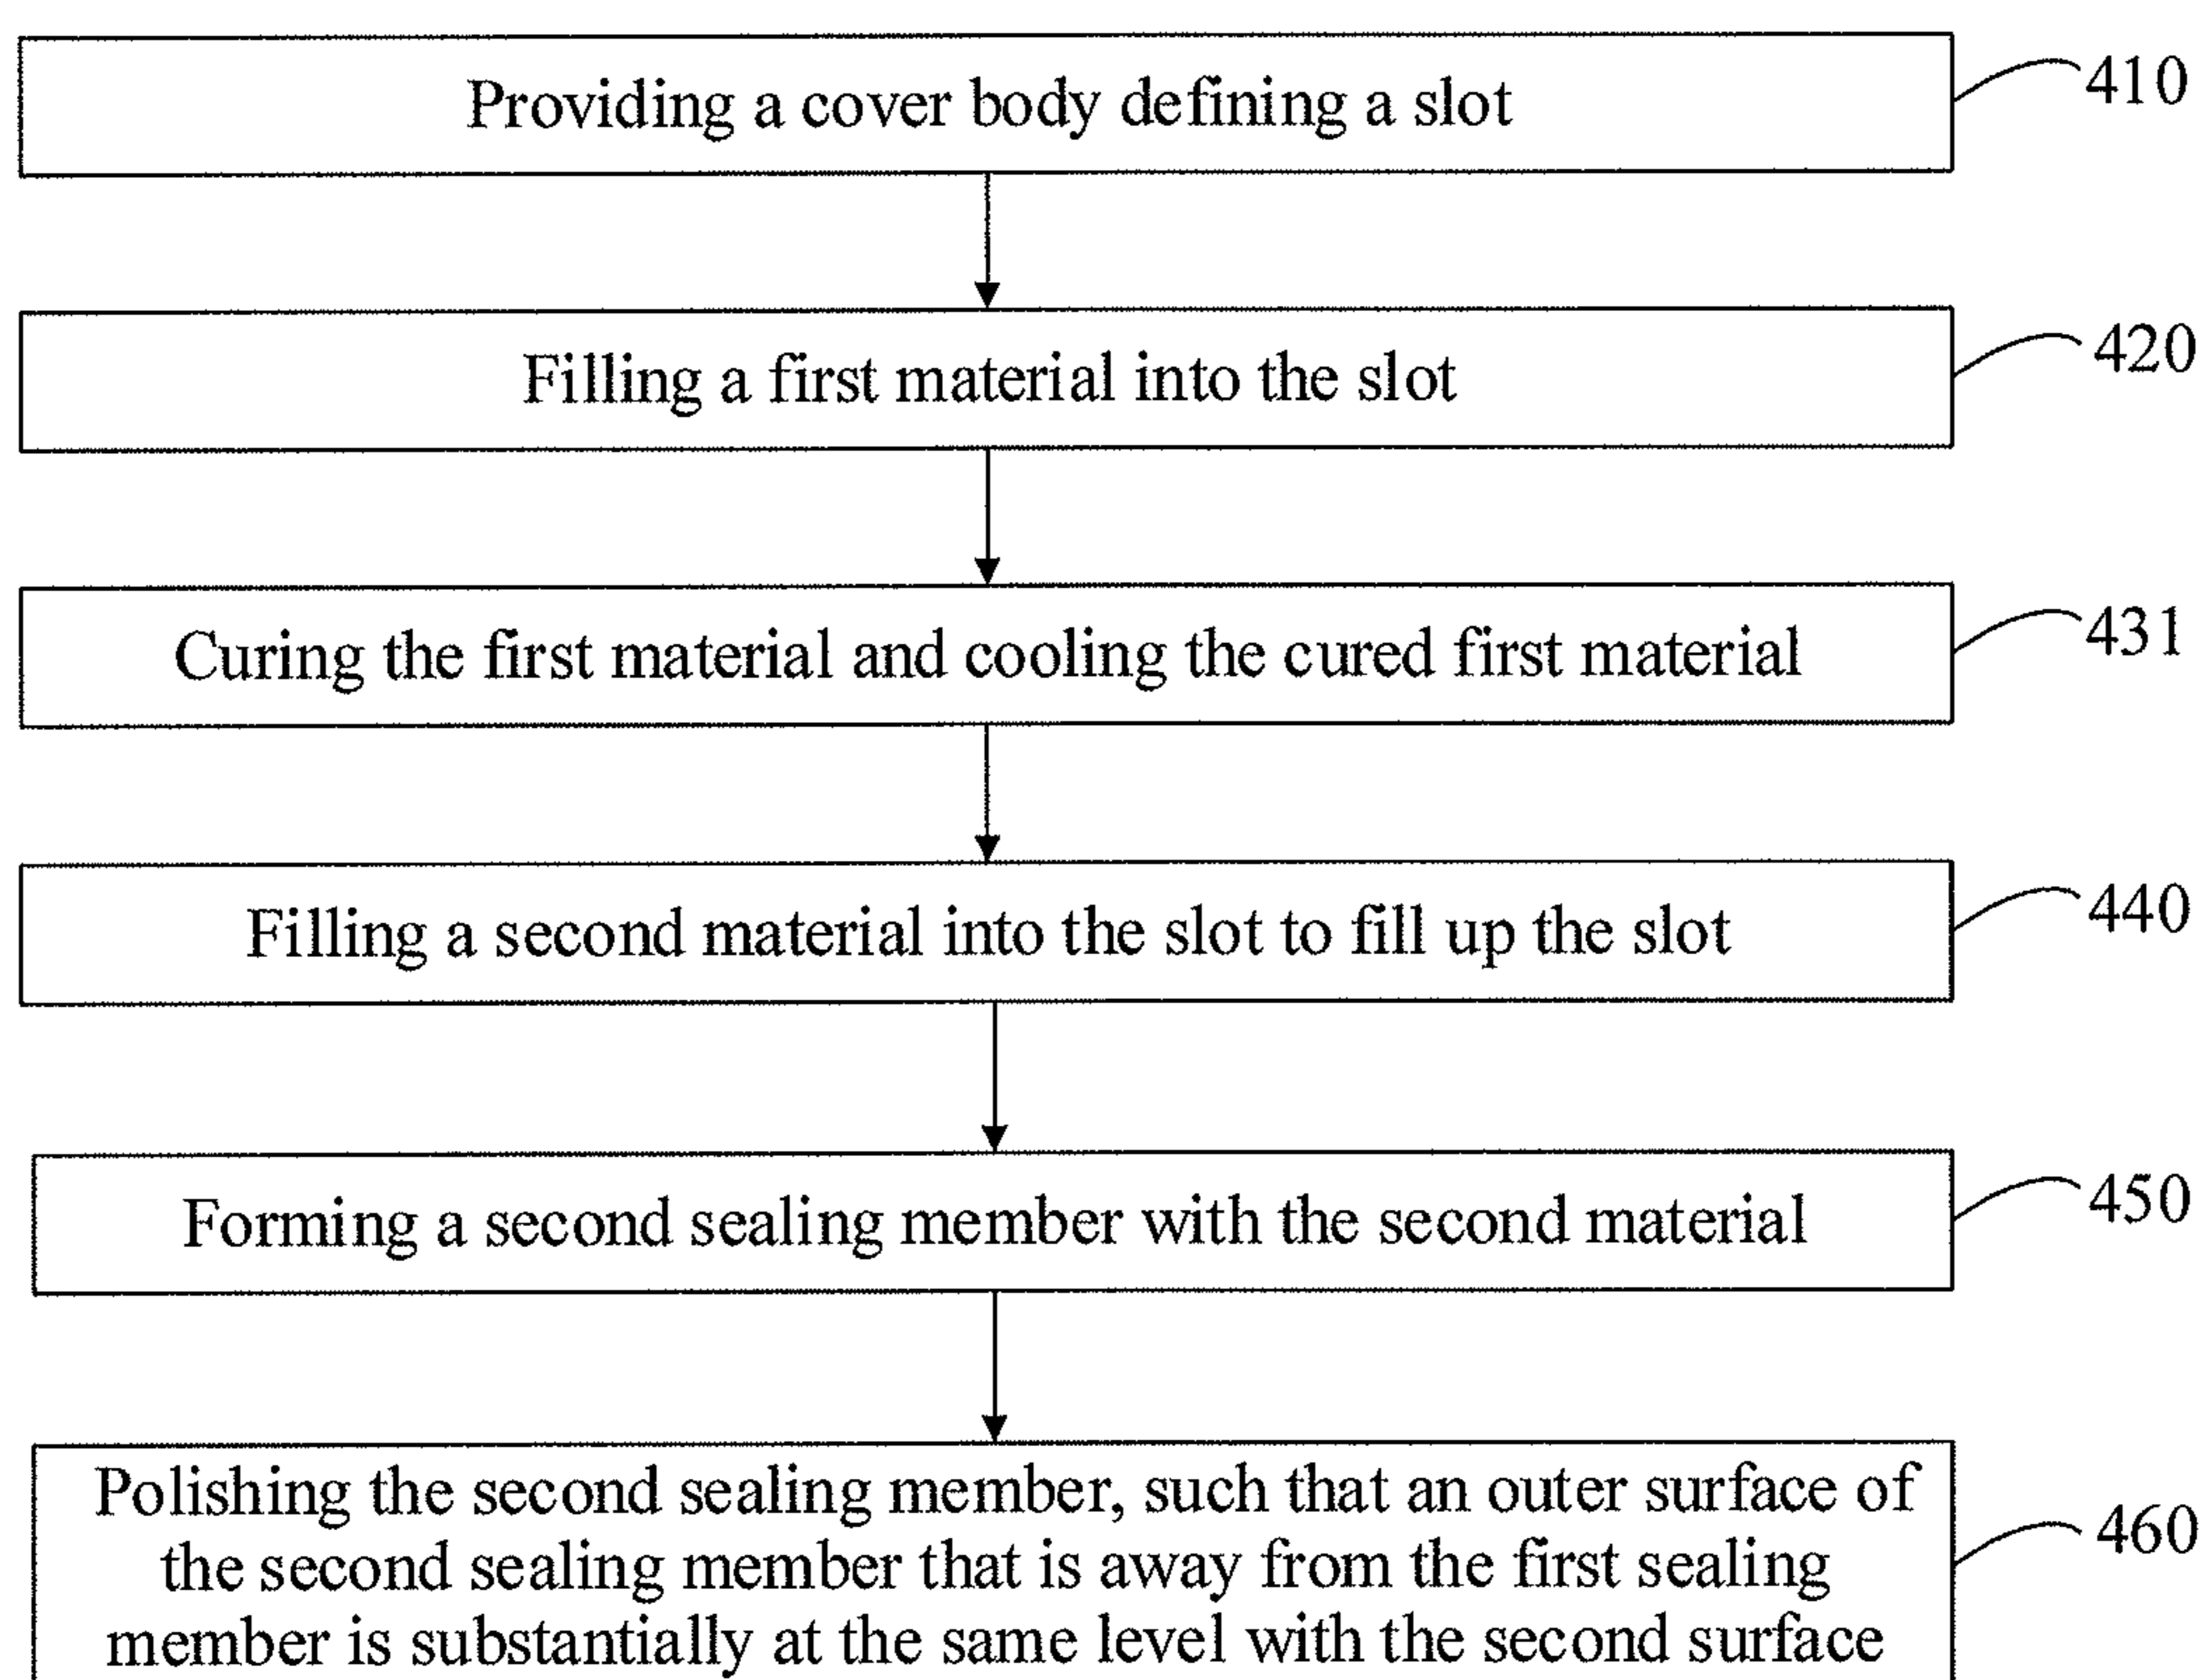 Providing a cover body defining a slot
410
Filling a first material into the slot
420
Curing the first material and cooling the cured first material
431
Filling a second material into the slot to fill up the slot
440
Forming a second sealing member with the second material
450
Polishing the second sealing member, such that an outer surface of
the second sealing member that is away from the first sealing
member is substantially at the same level with the second surface
460